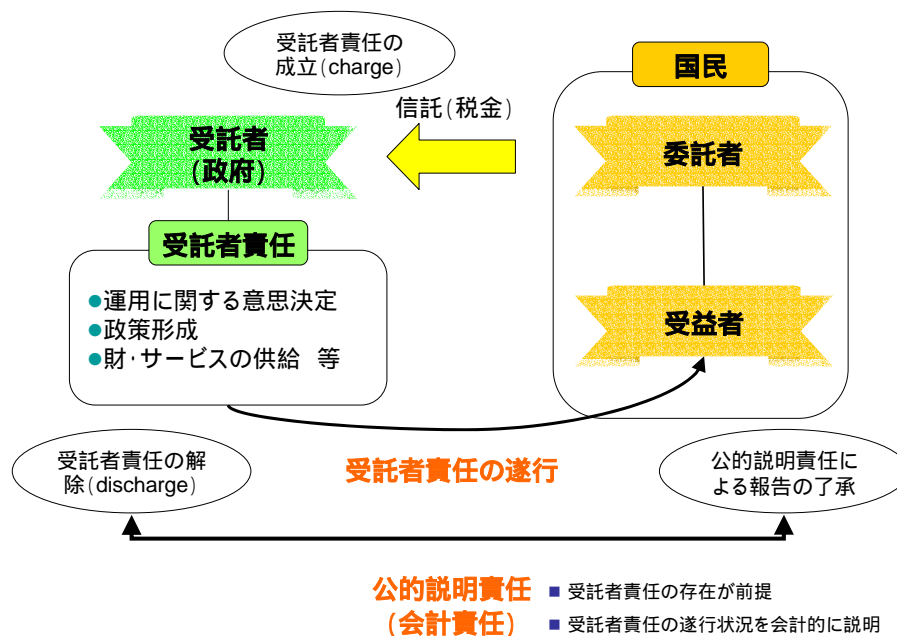 受託者責任の
成立(charge)
国民
信託(税金)
受託者
(政府)
委託者
受託者責任
●運用に関する意思決定
●政策形成
●財・サービスの供給 等
受益者
受託者責任の解
除(discharge)
受託者責任の遂行
公的説明責任に
よる報告の了承
公的説明責任
(会計責任)
■ 受託者責任の存在が前提
■ 受託者責任の遂行状況を会計的に説明